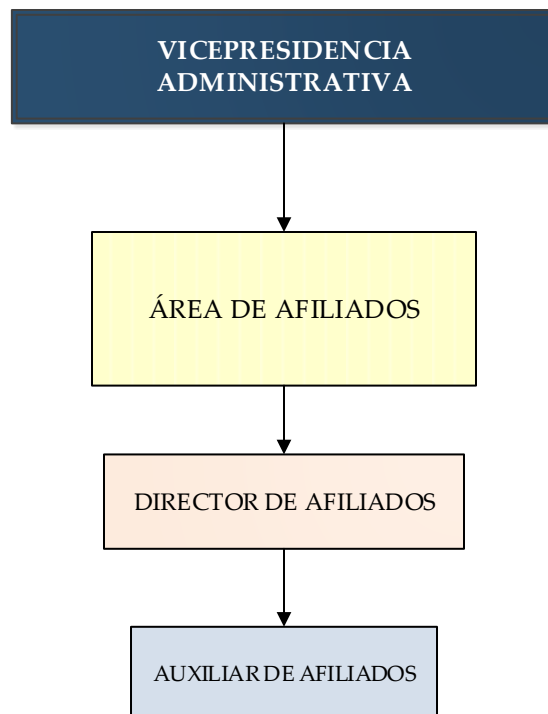 VICEPRESIDENCIA
ADMINISTRATIVA
ÁREA DE AFILIADOS
DIRECTOR DE AFILIADOS
AUXILIAR DE AFILIADOS